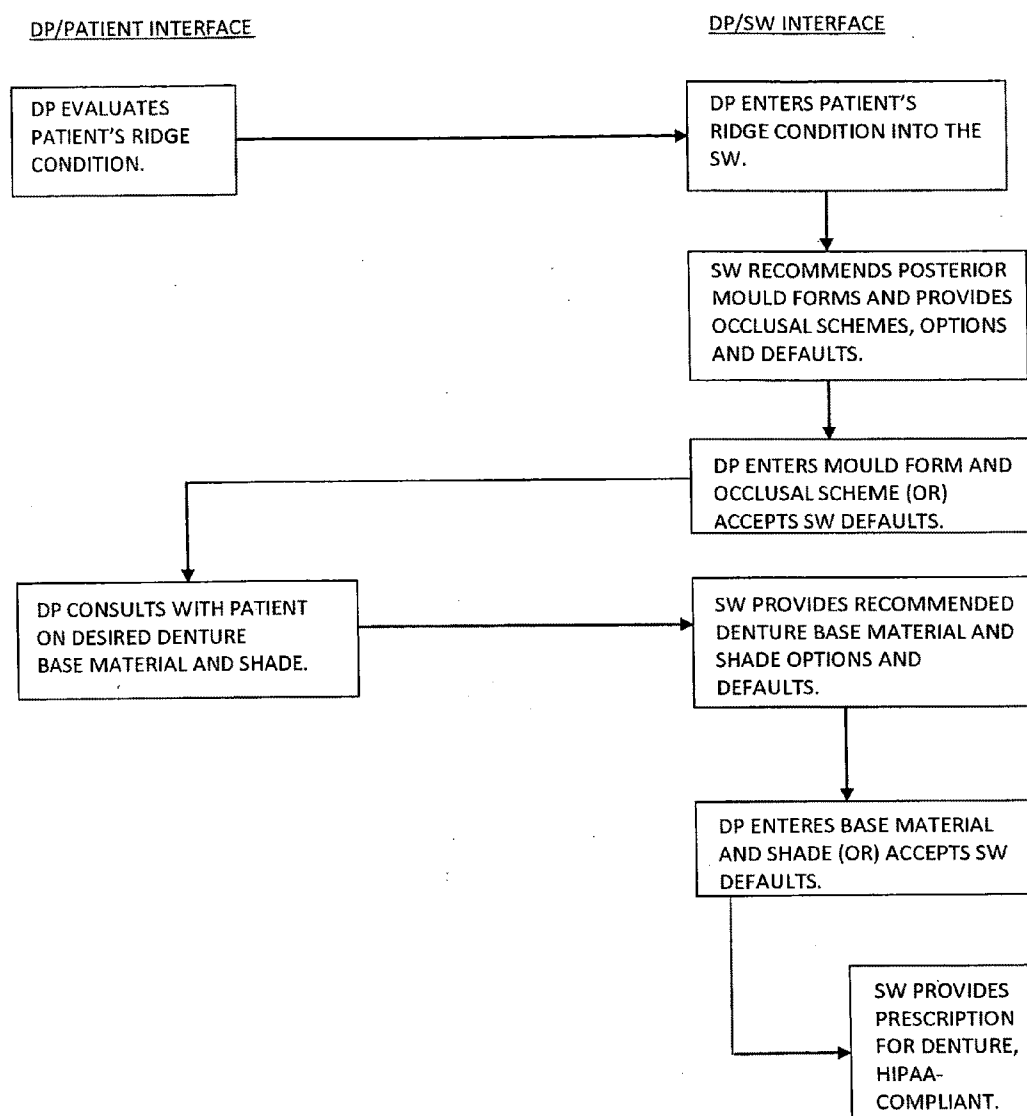 DP/PATIENT INTERFACE
DP/SW INTERFACE
DP EVALUATES
PATIENT'S RIDGE
CONDITION.
DP ENTERS PATIENT'S
RIDGE CONDITION INTO THE
SW.
SW RECOMMENDS POSTERIOR
MOULD FORMS AND PROVIDES
OCCLUSAL SCHEMES, OPTIONS
AND DEFAULTS.
DP ENTERS MOULD FORM AND
OCCLUSAL SCHEME (OR)
ACCEPTS SW DEFAULTS.
DP CONSULTS WITH PATIENT
ON DESIRED DENTURE
BASE MATERIAL AND SHADE.
SW PROVIDES RECOMMENDED
DENTURE BASE MATERIAL AND
SHADE OPTIONS AND
DEFAULTS.
DP ENTERES BASE MATERIAL
AND SHADE (OR) ACCEPTS SW
DEFAULTS.
SW PROVIDES
PRESCRIPTION
FOR DENTURE,
HIPAA-
COMPLIANT.